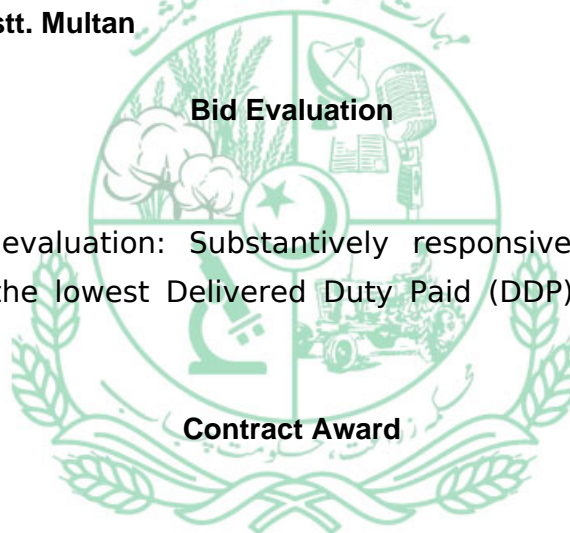 stt. Multan
Bid Evaluation
evaluation: Substantively responsive
the lowest Delivered Duty Paid (DDP)
Contract Award